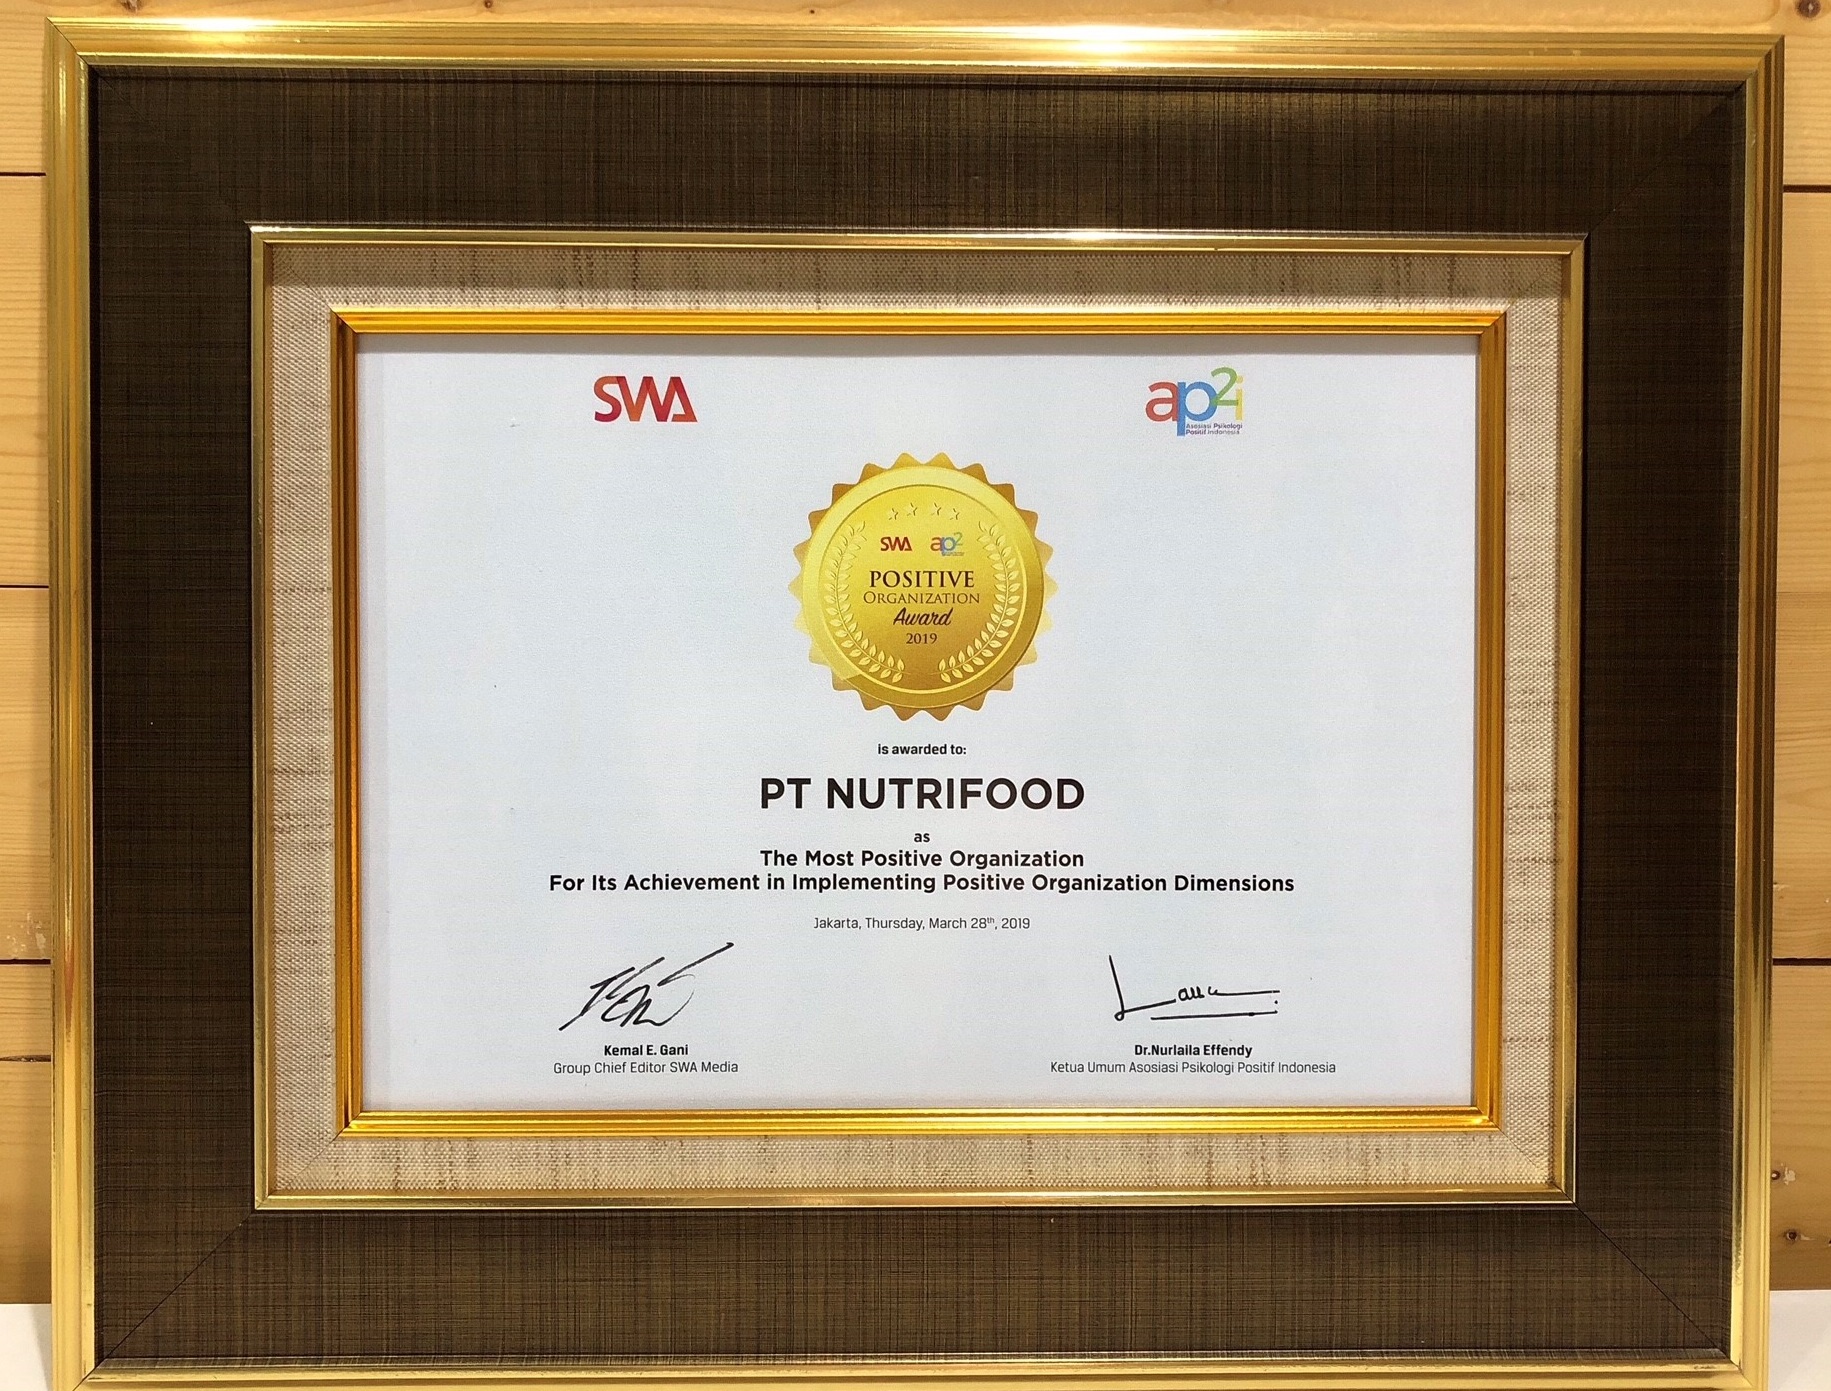 SWA
ap2i
Asosiasi Psikologi
Positif Indonesia
SWA ap2
POSITIVE
ORGANIZATION
Award
2019
is awarded to:
PT NUTRIFOOD
as
The Most Positive Organization
For Its Achievement in Implementing Positive Organization Dimensions
Jakarta, Thursday, March 28th, 2019
Kemal E. Gani
Group Chief Editor SWA Media
Dr.Nurlaila Effendy
Ketua Umum Asosiasi Psikologi Positif Indonesia